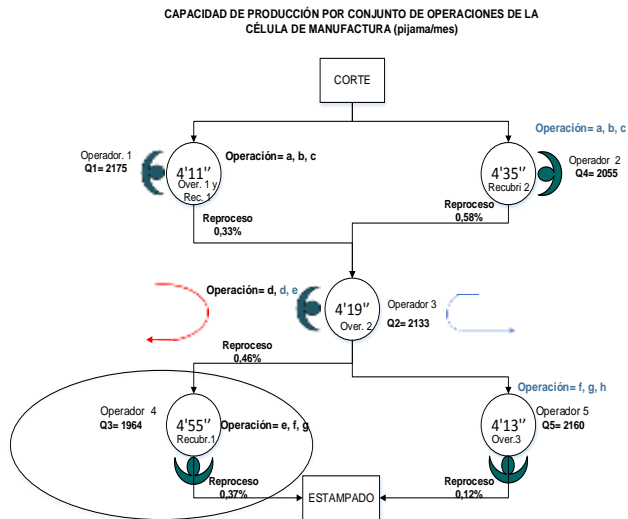 CAPACIDAD DE PRODUCCIÓN POR CONJUNTO DE OPERACIONES DE LA
CÉLULA DE MANUFACTURA (pijama/mes)
CORTE
Operación= a, b, c
Operador. 1
Q1= 2175
Operación= a, b, c
4'11''
Over. 1 y
Rec. 1
4'35''
Recubri 2
Operador 2
Q4= 2055
Reproceso
0,33%
Reproceso
0,58%
Operación= d, d, e
4'19''
Over. 2
Operador 3
Q2= 2133
Reproceso
0,46%
Operación= f, g, h
Operador 4
Q3= 1964
4'55''
Recubr.1
Operación= e, f, g
4'13''
Over.3
Operador 5
Q5= 2160
Reproceso
0,37%
Reproceso
0,12%
ESTAMPADO